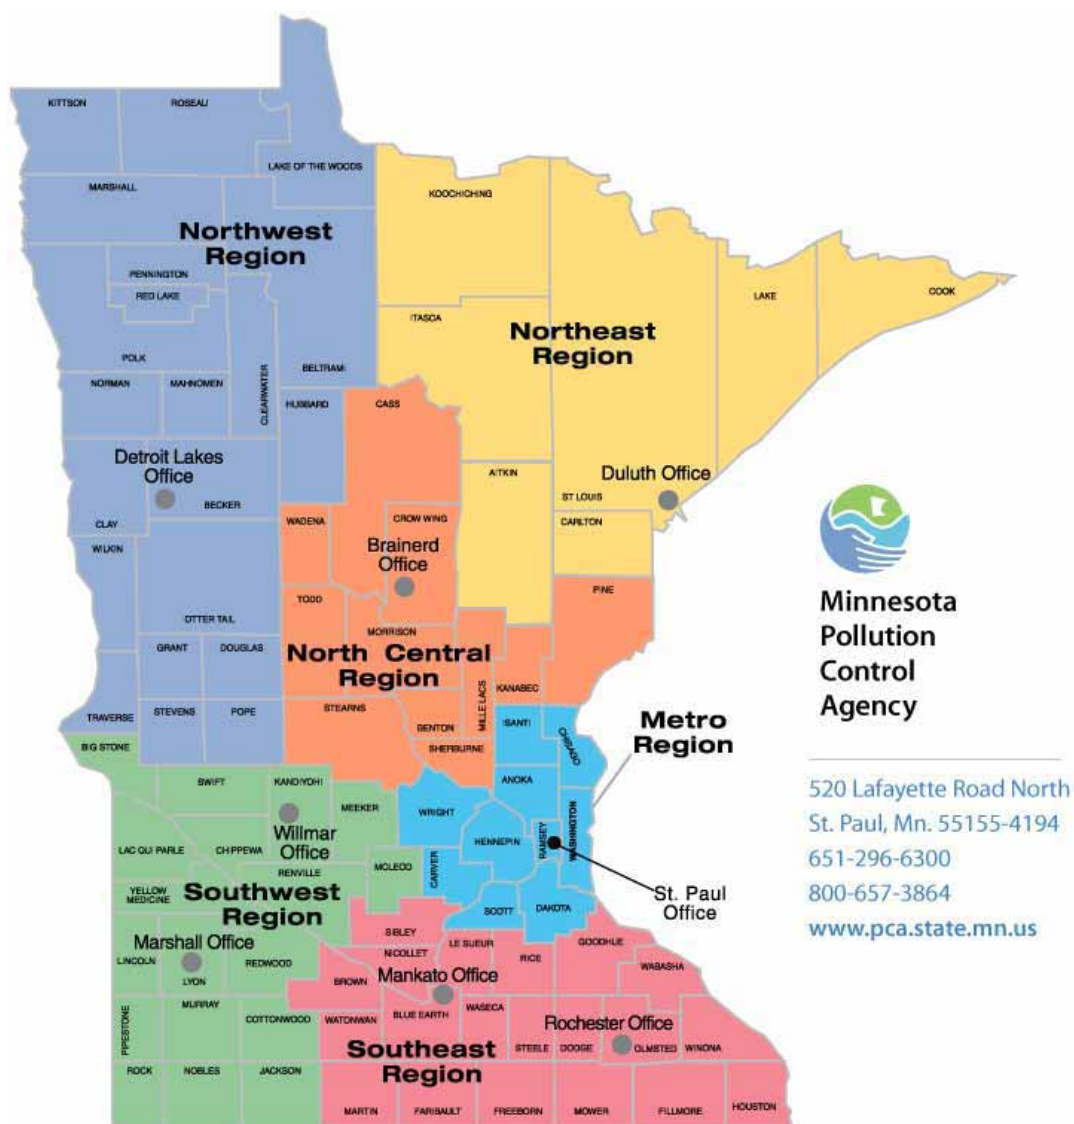 KITTSON
ROSEAU
LAKE OF THE WOODS
MARSHALL
KOOCHICHING
Northwest
Region
PENNINGTON
RED LAKE
LAKE
COOK
ITASCA
Northeast
Region
POLK
BELTRAMI
CLEARWATER
NORMAN
MAHNOMEN
HUBBARD
CASS
Detroit Lakes
Office
AITKIN
Duluth Office
ST LOUIS
BECKER
CLAY
WADENA
CROW WING
CARLTON
WILKIN
Brainerd
Office
PINE
TODD
OTTER TAIL
MORRISON
GRANT
DOUGLAS
North Central
Region
KANABEC
MILLE LACS
TRAVERSE
STEVENS
POPE
STEARNS
BENTON
ISANTI
CHISAGO
Metro
Region
BIG STONE
SHERBURNE
SWIFT
KANDIYOHI
ANOKA
MEEKER
WRIGHT
Willmar
Office
HENNEPIN
RAMSEY
WASHINGTON
LAC QUI PARLE
CHIPPEWA
RENVILLE
MCLEOD
CARVER
YELLOW
MEDICINE
Southwest
Region
St. Paul
Office
SCOTT
DAKOTA
SIBLEY
Marshall Office
LINCOLN
LYON
REDWOOD
NICOLLET
LE SUEUR
RICE
GOODHUE
WABASHA
BROWN
Mankato Office
PIPESTONE
MURRAY
COTTONWOOD
WATONWAN
BLUE EARTH
WASECA
Rochester Office
STEELE
DODGE
OLMSTED
WINONA
Southeast
Region
ROCK
NOBLES
JACKSON
MARTIN
FARIBAULT
FREEBORN
MOWER
FILLMORE
HOUSTON
Minnesota
Pollution
Control
Agency
520 Lafayette Road North
St. Paul, Mn. 55155-4194
651-296-6300
800-657-3864
www.pca.state.mn.us